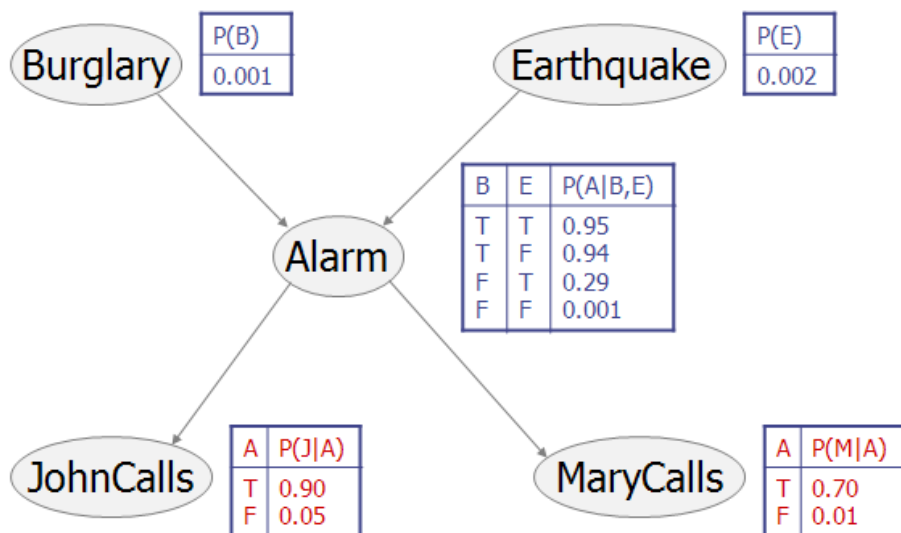 Burglary
P(B)
0.001
Earthquake
P(E)
0.002
Alarm
B E P(A|B,E)
T T 0.95
T F 0.94
F T 0.29
F F 0.001
JohnCalls
A P(J|A)
T 0.90
F 0.05
MaryCalls
A P(M|A)
T 0.70
F 0.01